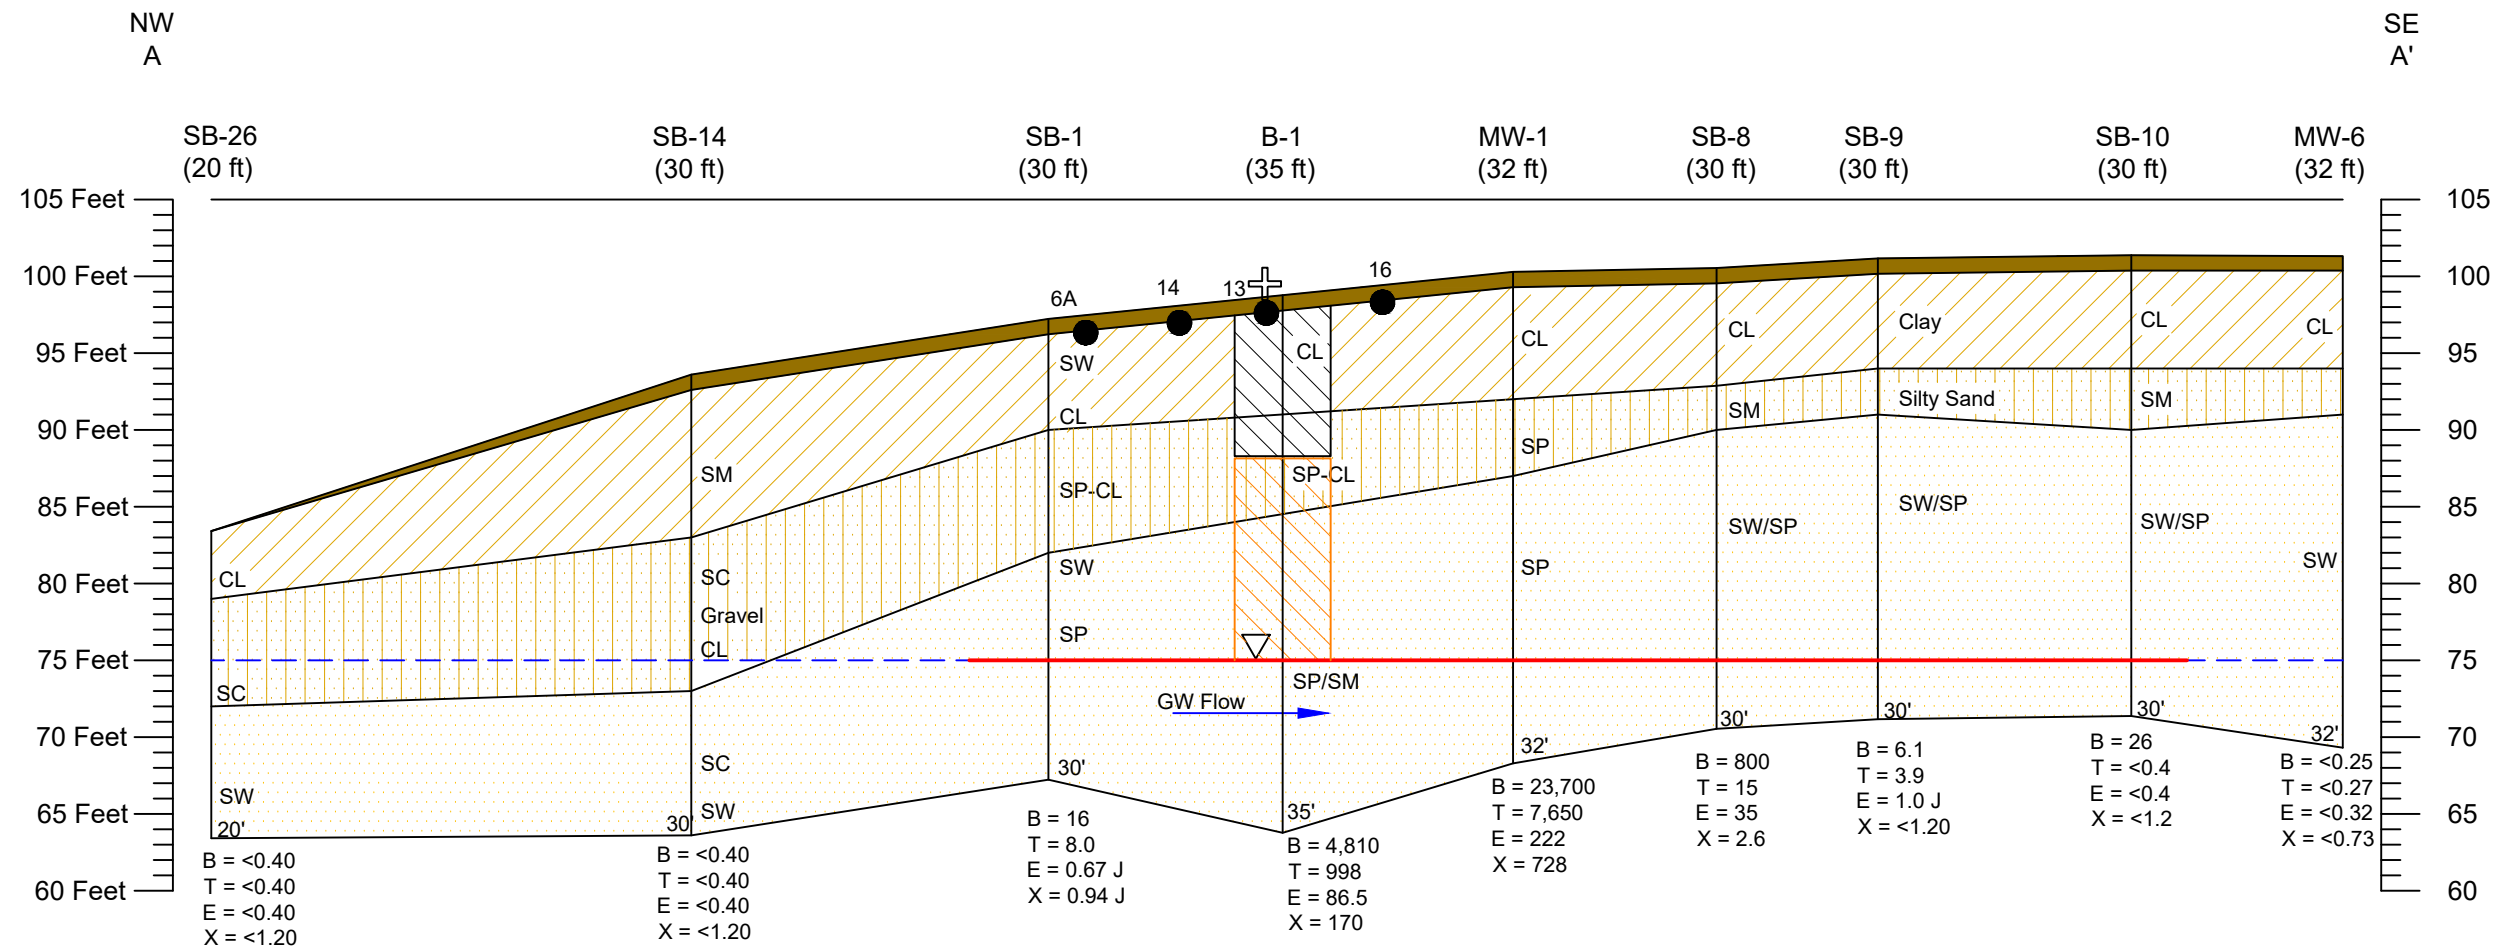 NW
A
SE
A'
SB-26
(20 ft)
SB-14
(30 ft)
SB-1
(30 ft)
B-1
(35 ft)
MW-1
(32 ft)
SB-8
(30 ft)
SB-9
(30 ft)
SB-10
(30 ft)
MW-6
(32 ft)
105 Feet
100 Feet
95 Feet
90 Feet
85 Feet
80 Feet
75 Feet
70 Feet
65 Feet
60 Feet
105
100
95
90
85
80
75
70
65
60
6A
14
13
16
CL
SC
SW
20'
SM
SC
Gravel
CL
SC
SW
30'
SW
CL
SP-CL
SW
SP
30'
CL
SP-CL
SP/SM
35'
GW Flow
CL
SP
SP
32'
CL
SM
SW/SP
30'
Clay
Silty Sand
SW/SP
30'
CL
SM
SW/SP
30'
CL
SW
32'
B = <0.40
T = <0.40
E = <0.40
X = <1.20
B = <0.40
T = <0.40
E = <0.40
X = <1.20
B = 16
T = 8.0
E = 0.67 J
X = 0.94 J
B = 4,810
T = 998
E = 86.5
X = 170
B = 23,700
T = 7,650
E = 222
X = 728
B = 800
T = 15
E = 35
X = 2.6
B = 6.1
T = 3.9
E = 1.0 J
X = <1.20
B = 26
T = <0.4
E = <0.4
X = <1.2
B = <0.25
T = <0.27
E = <0.32
X = <0.73